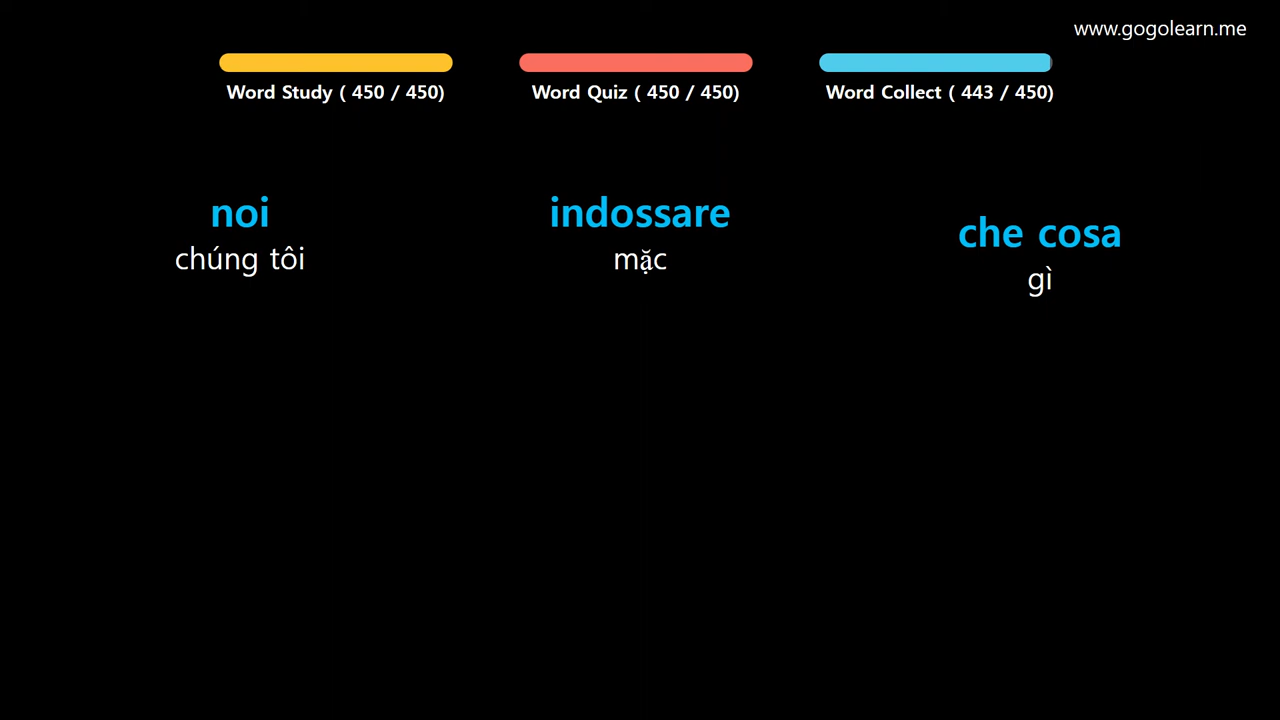 www.gogolearn.me
Word Study ( 450 / 450)
Word Quiz ( 450 / 450)
Word Collect ( 443 / 450)
noi
chúng tôi
indossare
mặc
che cosa
gì